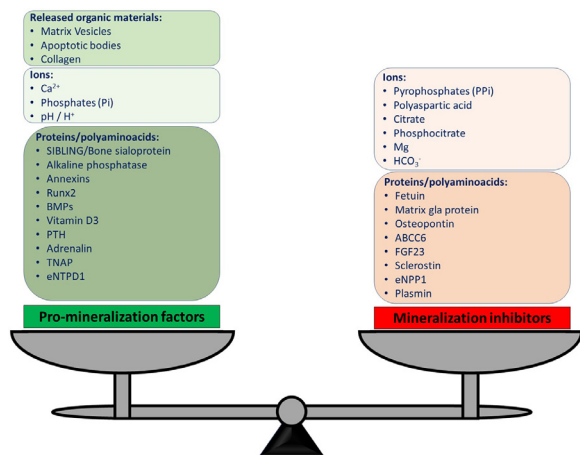 Released organic materials:
• Matrix Vesicles
• Apoptotic bodies
• Collagen
Ions:
• Ca²⁺
• Phosphates (Pi)
• pH / H⁺
Proteins/polyaminoacids:
• SIBLING/Bone sialoprotein
• Alkaline phosphatase
• Annexins
• Runx2
• BMPs
• Vitamin D3
• PTH
• Adrenalin
• TNAP
• eNTPD1
Pro-mineralization factors
Ions:
• Pyrophosphates (PPi)
• Polyaspartic acid
• Citrate
• Phosphocitrate
• Mg
• HCO₃⁻
Proteins/polyaminoacids:
• Fetuin
• Matrix gla protein
• Osteopontin
• ABCC6
• FGF23
• Sclerostin
• eNPP1
• Plasmin
Mineralization inhibitors